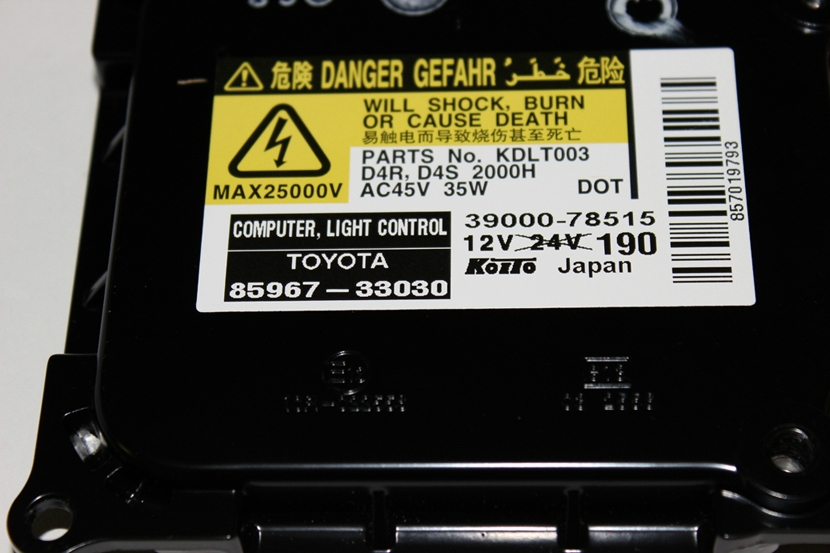 危険 DANGER GEFAHR خطر 危险
WILL SHOCK, BURN
OR CAUSE DEATH
易触电而导致烧伤甚至死亡
MAX25000V
PARTS No. KDLT003
D4R, D4S 2000H
AC45V 35W DOT
COMPUTER, LIGHT CONTROL
TOYOTA
85967-33030
39000-78515
12V 24V 190
KOITO Japan
857019793